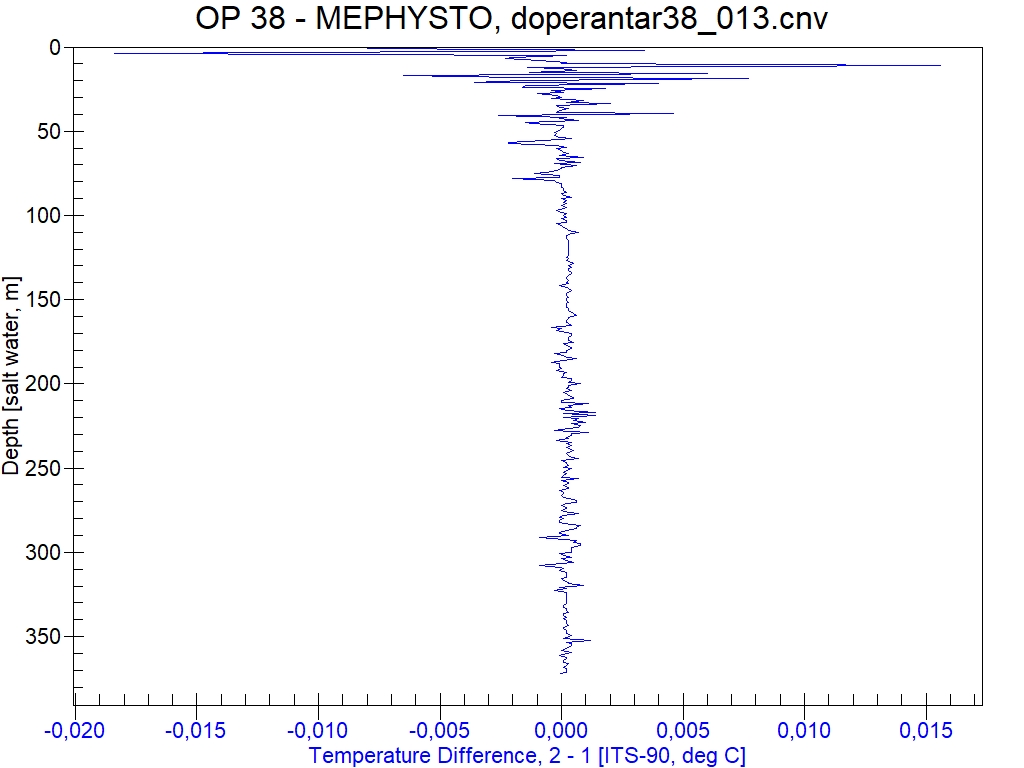 OP 38 - MEPHYSTO, doperantar38_013.cnv
0
50
100
150
200
250
300
350
Depth [salt water, m]
-0,020 -0,015 -0,010 -0,005 0,000 0,005 0,010 0,015
Temperature Difference, 2 - 1 [ITS-90, deg C]